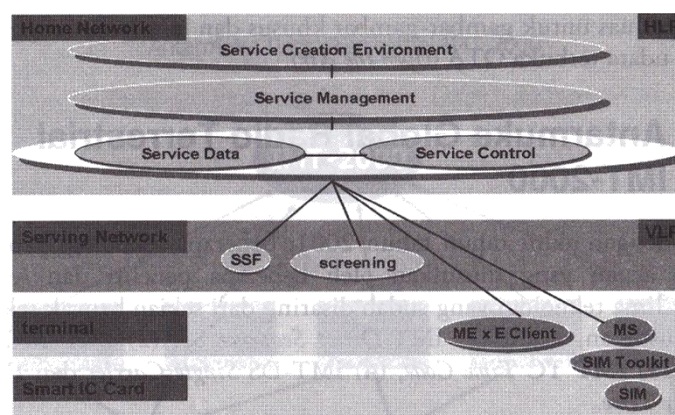 Home Network
HLR
Service Creation Environment
Service Management
Service Data
Service Control
Serving Network
VLR
SSF
screening
terminal
ME x E Client
MS
SIM Toolkit
Smart IC Card
SIM